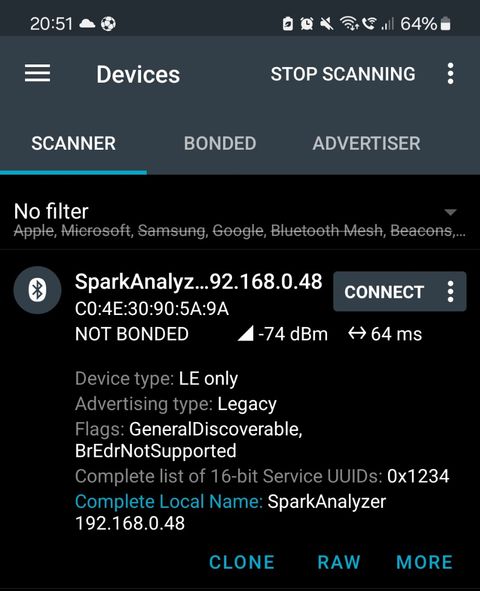 20:51 64%
Devices STOP SCANNING
SCANNER BONDED ADVERTISER
No filter
Apple, Microsoft, Samsung, Google, Bluetooth Mesh, Beacons,...
SparkAnalyz...92.168.0.48
CONNECT
C0:4E:30:90:5A:9A
NOT BONDED -74 dBm 64 ms
Device type: LE only
Advertising type: Legacy
Flags: GeneralDiscoverable,
BrEdrNotSupported
Complete list of 16-bit Service UUIDs: 0x1234
Complete Local Name: SparkAnalyzer
192.168.0.48
CLONE RAW MORE